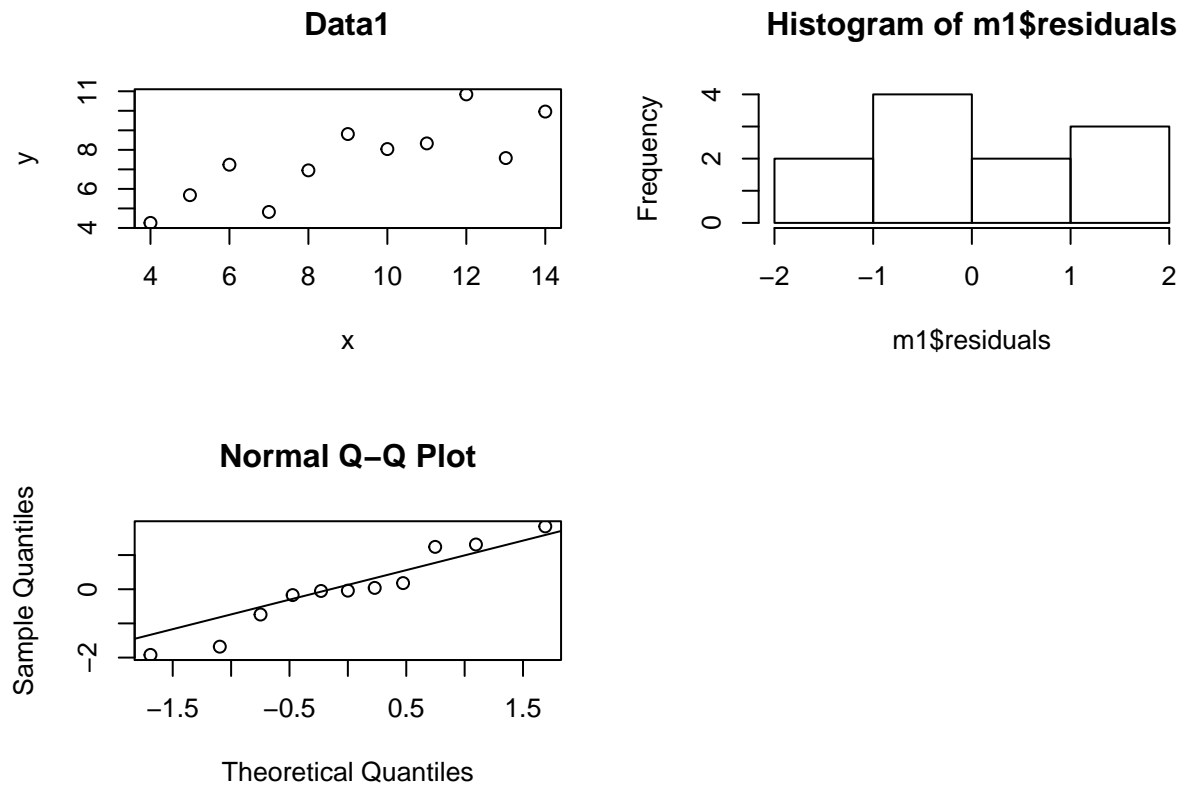 Data1
y
4 6 8 11
4 6 8 10 12 14
x
Histogram of m1$residuals
Frequency
0 2 4
−2 −1 0 1 2
m1$residuals
Normal Q−Q Plot
Sample Quantiles
−2 0
−1.5 −0.5 0.5 1.5
Theoretical Quantiles